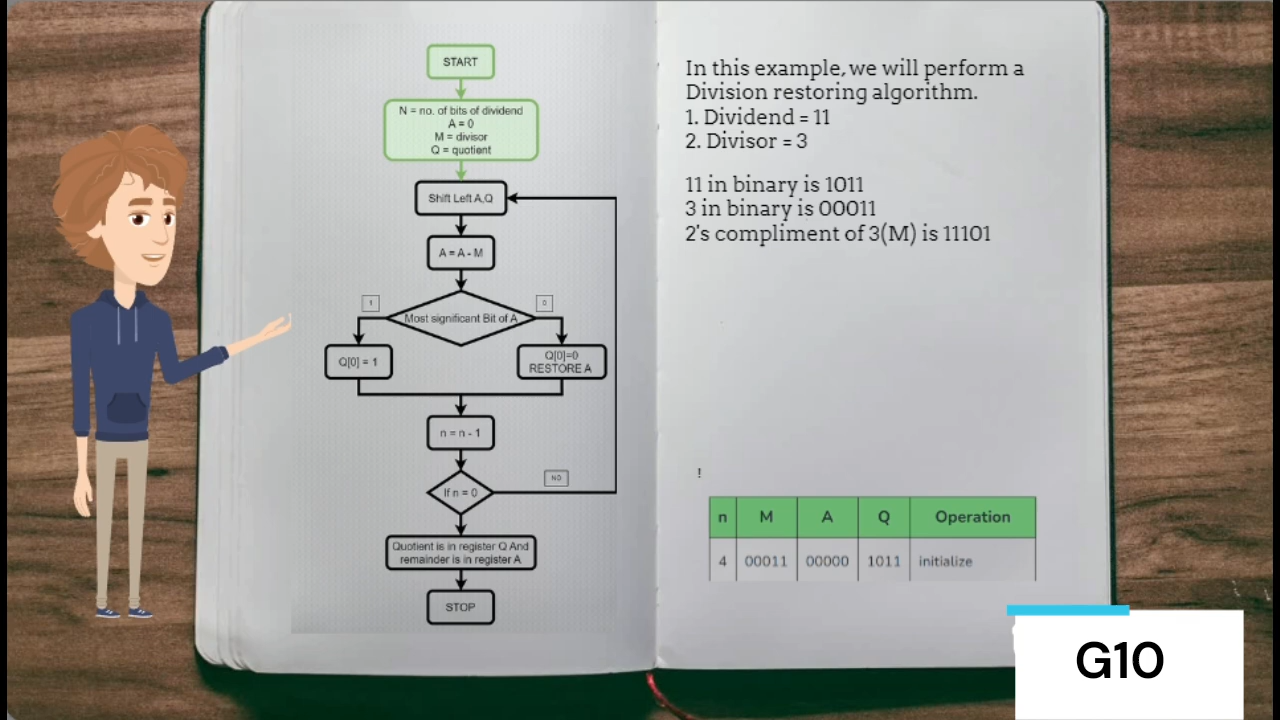 START
N = no. of bits of dividend
A = 0
M = divisor
Q = quotient
Shift Left A,Q
A = A - M
1
0
Most significant Bit of A
Q[0] = 1
Q[0]=0
RESTORE A
n = n - 1
NO
If n = 0
Quotient is in register Q And
remainder is in register A
STOP
In this example, we will perform a
Division restoring algorithm.
1. Dividend = 11
2. Divisor = 3
11 in binary is 1011
3 in binary is 00011
2's compliment of 3(M) is 11101
!
n M A Q Operation
4 00011 00000 1011 initialize
G10